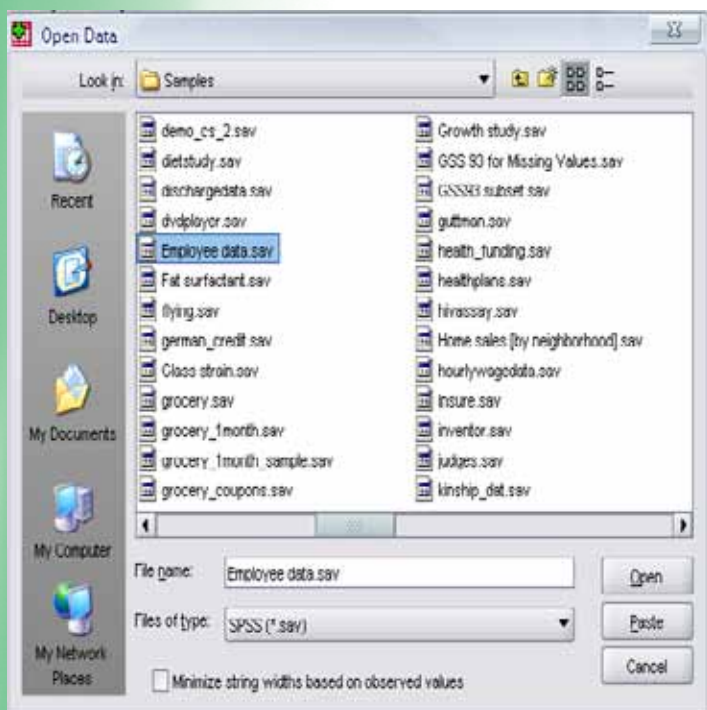 Open Data
Look in:
Samples
Recent
Desktop
My Documents
My Computer
My Network
Places
demo_cs_2.sav
dietstudy.sav
dischargedata.sav
dvdplayer.sav
Employee data.sav
Fat surfactant.sav
flying.sav
german_credit.sav
Glass strain.sav
grocery.sav
grocery_1month.sav
grocery_1month_sample.sav
grocery_coupons.sav
Growth study.sav
GSS 93 for Missing Values.sav
GSS93 subset.sav
guttman.sav
health_funding.sav
healthplans.sav
hivassay.sav
Home sales [by neighborhood].sav
hourlywagedata.sav
insure.sav
inventor.sav
judges.sav
kinship_dat.sav
File name:
Employee data.sav
Open
Files of type:
SPSS (*.sav)
Paste
Minimize string widths based on observed values
Cancel